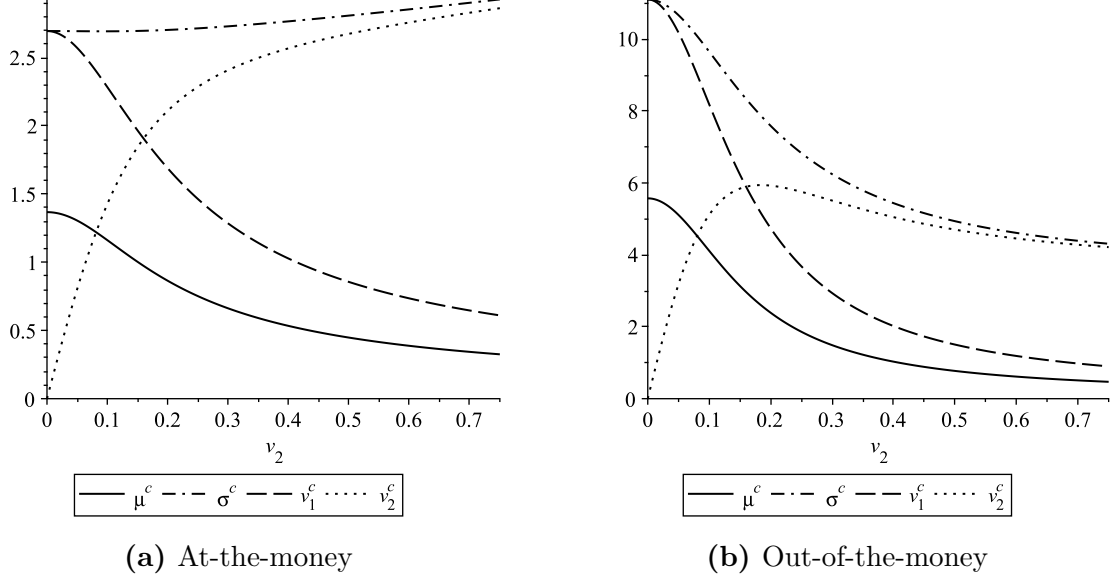 2.5
2
1.5
1
0.5
0
0 0.1 0.2 0.3 0.4 0.5 0.6 0.7
v₂
μᶜ σᶜ v₁ᶜ v₂ᶜ
(a) At-the-money
10
8
6
4
2
0
0 0.1 0.2 0.3 0.4 0.5 0.6 0.7
v₂
μᶜ σᶜ v₁ᶜ v₂ᶜ
(b) Out-of-the-money